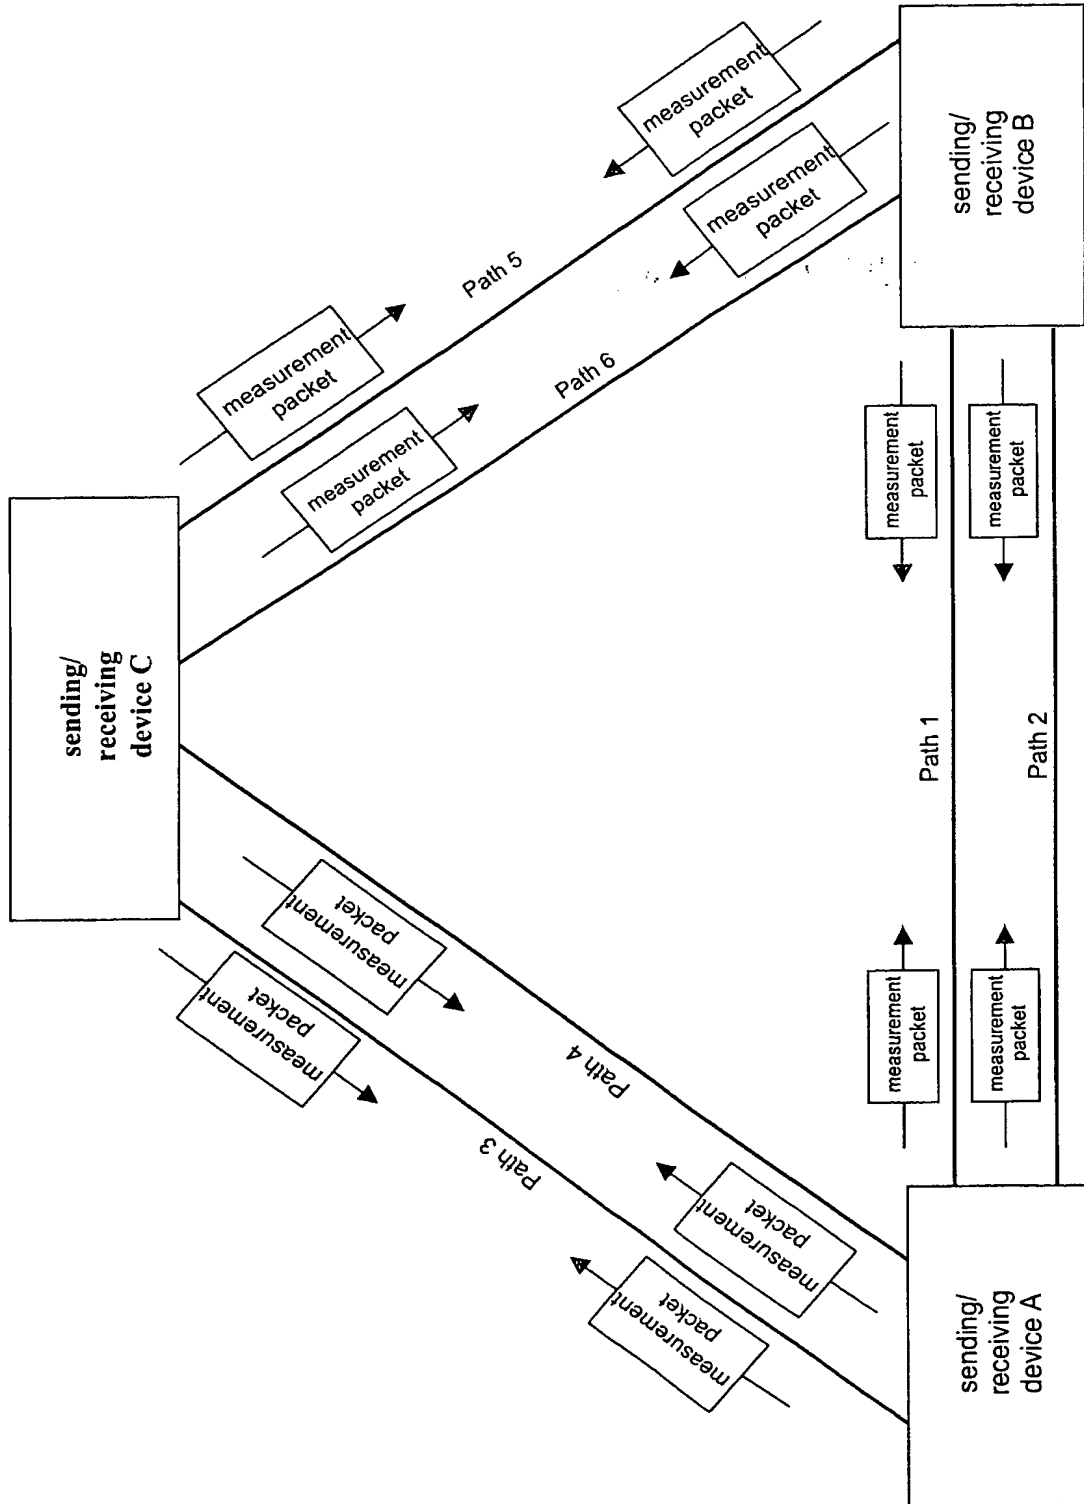 sending/
receiving
device C
measurement
packet
measurement
packet
Path 3
measurement
packet
measurement
packet
Path 4
measurement
packet
measurement
packet
Path 5
measurement
packet
measurement
packet
Path 6
sending/
receiving
device A
measurement
packet
Path 1
measurement
packet
measurement
packet
Path 2
measurement
packet
sending/
receiving
device B